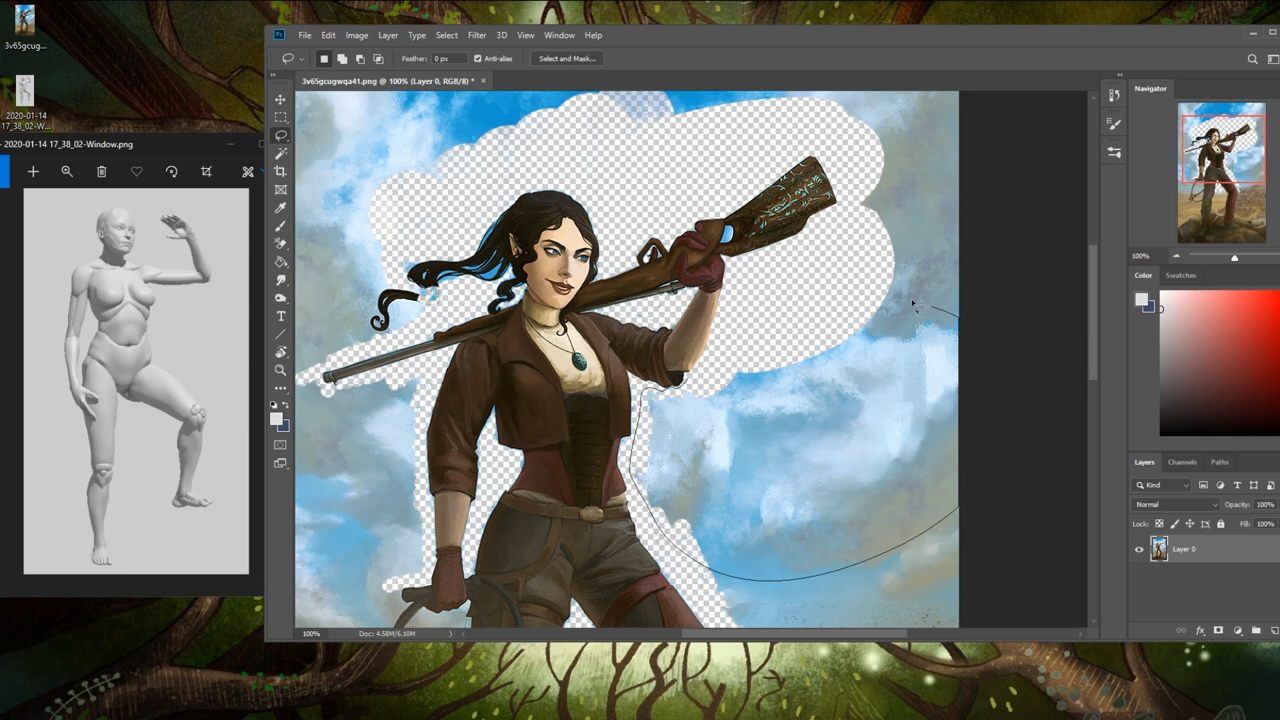 3v65gcug...
2020-01-14
17_38_02-W...
- 2020-01-14 17_38_02-Window.png
Ps
File Edit Image Layer Type Select Filter 3D View Window Help
Feather: 0 px Anti-alias Select and Mask...
3v65gcugwqa41.png @ 100% (Layer 0, RGB/8) *
T
100% Doc: 4.58M/6.10M
Navigator
100%
Color Swatches
Layers Channels Paths
Kind
Normal Opacity: 100%
Lock: Fill: 100%
Layer 0
fx